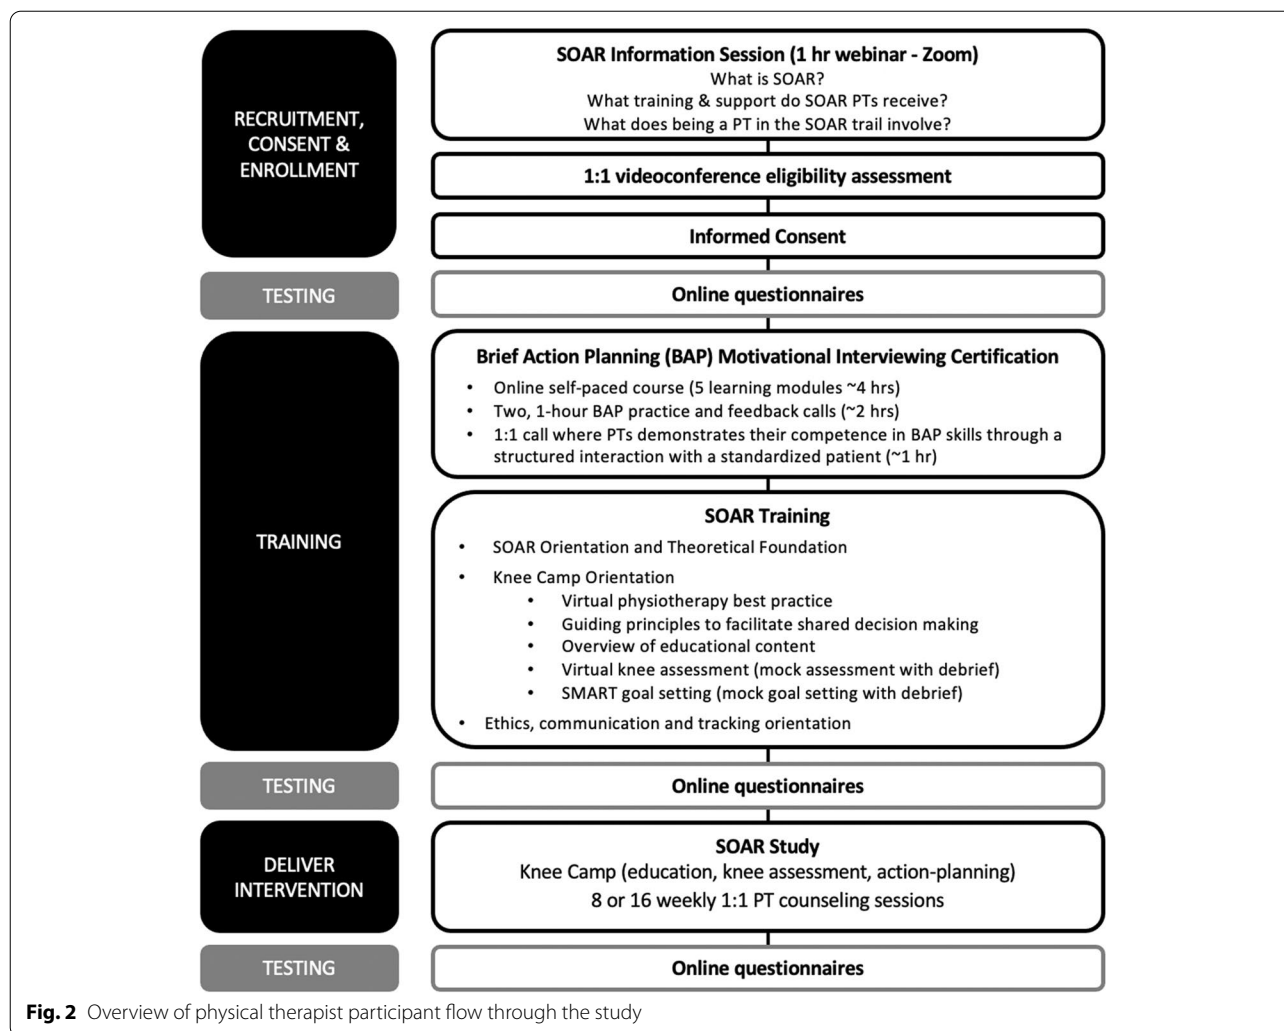 RECRUITMENT,
CONSENT &
ENROLLMENT
SOAR Information Session (1 hr webinar - Zoom)
What is SOAR?
What training & support do SOAR PTs receive?
What does being a PT in the SOAR trail involve?
1:1 videoconference eligibility assessment
Informed Consent
TESTING
Online questionnaires
TRAINING
Brief Action Planning (BAP) Motivational Interviewing Certification
• Online self-paced course (5 learning modules ~4 hrs)
• Two, 1-hour BAP practice and feedback calls (~2 hrs)
• 1:1 call where PTs demonstrates their competence in BAP skills through a
structured interaction with a standardized patient (~1 hr)
SOAR Training
• SOAR Orientation and Theoretical Foundation
• Knee Camp Orientation
• Virtual physiotherapy best practice
• Guiding principles to facilitate shared decision making
• Overview of educational content
• Virtual knee assessment (mock assessment with debrief)
• SMART goal setting (mock goal setting with debrief)
• Ethics, communication and tracking orientation
TESTING
Online questionnaires
DELIVER
INTERVENTION
SOAR Study
Knee Camp (education, knee assessment, action-planning)
8 or 16 weekly 1:1 PT counseling sessions
TESTING
Online questionnaires
Fig. 2 Overview of physical therapist participant flow through the study